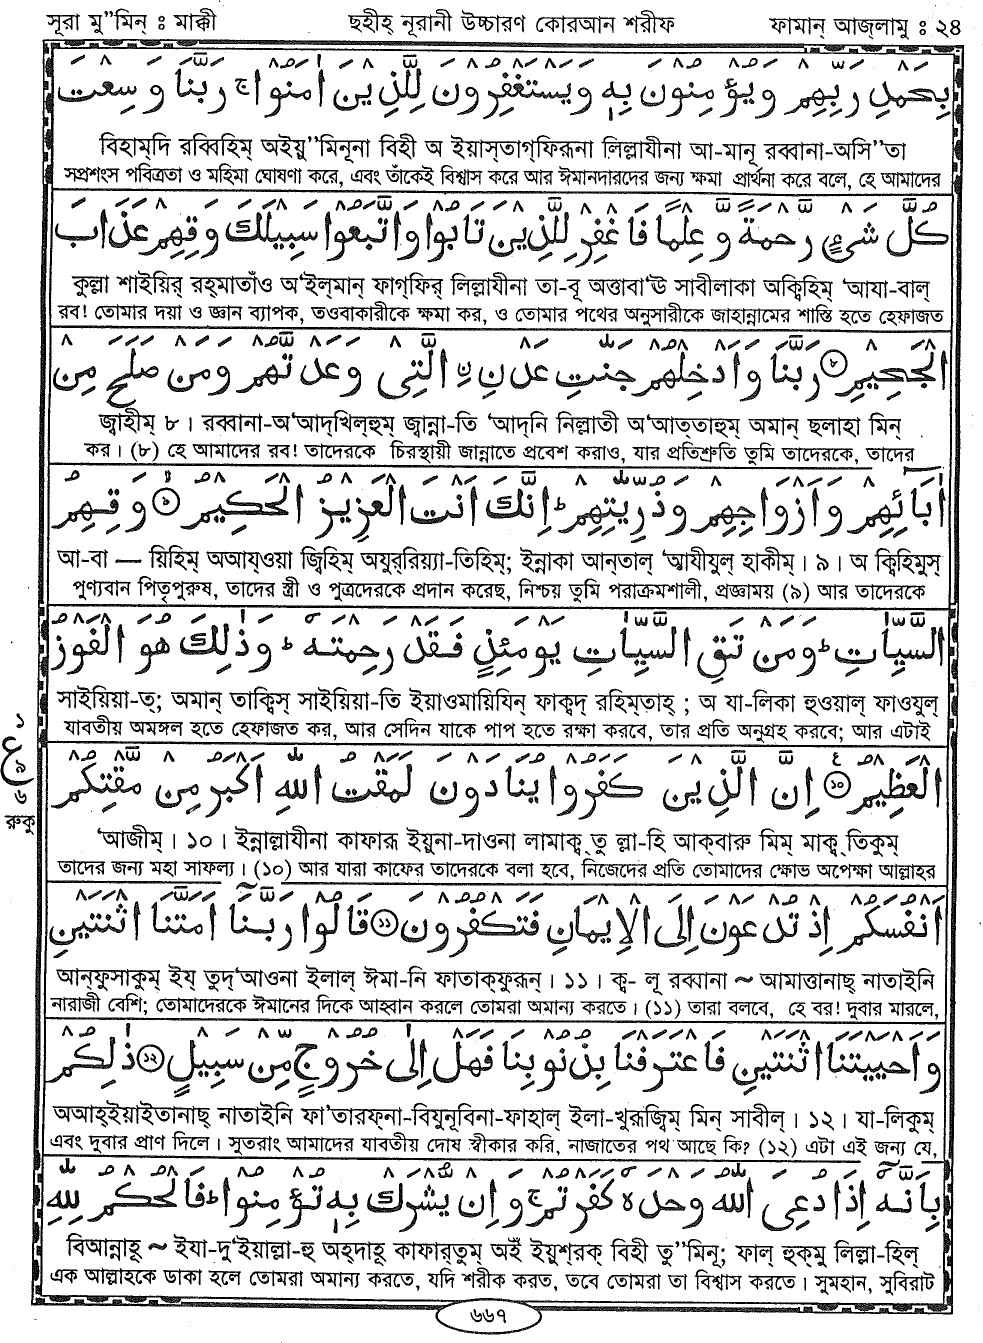 সূরা মু"মিন্ ঃ মাক্কী ছহীহ্ নূরানী উচ্চারণ কোরআন শরীফ ফামান্ আজ্লামু ঃ ২৪
بِحَمْدِ رَبِّهِمْ وَيُؤْمِنُونَ بِهٖ وَيَسْتَغْفِرُونَ لِلَّذِينَ اٰمَنُوا ۚ رَبَّنَا وَسِعْتَ
বিহাম্দি রব্বিহিম্ অইয়ু"মিনূনা বিহী অ ইয়াস্তাগ্ফিরূনা লিল্লাযীনা আ-মানূ রব্বানা-অসি"তা
সপ্রশংস পবিত্রতা ও মহিমা ঘোষণা করে, এবং তাঁকেই বিশ্বাস করে আর ঈমানদারদের জন্য ক্ষমা প্রার্থনা করে বলে, হে আমাদের
كُلَّ شَيْءٍ رَحْمَةً وَعِلْمًا فَاغْفِرْ لِلَّذِينَ تَابُوا وَاتَّبَعُوا سَبِيلَكَ وَقِهِمْ عَذَابَ
কুল্লা শাইয়ির্ রহ্মাতাঁও অ'ইল্মান্ ফাগ্ফির্ লিল্লাযীনা তা-বূ অত্তাবা'ঊ সাবীলাকা অক্বিহিম্ 'আযা-বাল্
রব! তোমার দয়া ও জ্ঞান ব্যাপক, তওবাকারীকে ক্ষমা কর, ও তোমার পথের অনুসারীকে জাহান্নামের শাস্তি হতে হেফাজত
الْجَحِيمِ ⑧ رَبَّنَا وَاَدْخِلْهُمْ جَنّٰتِ عَدْنِ نِ الَّتِي وَعَدْتَّهُمْ وَمَنْ صَلَحَ مِنْ
জ্বাহীম্ ৮। রব্বানা-অ'আদ্খিল্হুম্ জ্বান্না-তি 'আদ্নি নিল্লাতী অ'আত্তাহুম্ অমান্ ছলাহা মিন্
কর। (৮) হে আমাদের রব! তাদেরকে চিরস্থায়ী জান্নাতে প্রবেশ করাও, যার প্রতিশ্রুতি তুমি তাদেরকে, তাদের
اٰبَائِهِمْ وَاَزْوَاجِهِمْ وَذُرِّيّٰتِهِمْ ؕ اِنَّكَ اَنْتَ الْعَزِيزُ الْحَكِيمُ ⑨ وَقِهِمُ
আ-বা — য়িহিম্ অআয্ওয়া জ্বিহিম্ অযুর্রিয়্যা-তিহিম্; ইন্নাকা আন্তাল্ 'আযীযুল্ হাকীম্। ৯। অ ক্বিহিমুস্
পুণ্যবান পিতৃপুরুষ, তাদের স্ত্রী ও পুত্রদেরকে প্রদান করেছ, নিশ্চয় তুমি পরাক্রমশালী, প্রজ্ঞাময় (৯) আর তাদেরকে
السَّيِّاٰتِ ؕ وَمَنْ تَقِ السَّيِّاٰتِ يَوْمَئِذٍ فَقَدْ رَحِمْتَهٗ ؕ وَذٰلِكَ هُوَ الْفَوْزُ
সাইয়িয়া-ত্; অমান্ তাক্বিস্ সাইয়িয়া-তি ইয়াওমায়িযিন্ ফাক্বদ্ রহিম্তাহ্ ; অ যা-লিকা হুওয়াল্ ফাওযুল্
যাবতীয় অমঙ্গল হতে হেফাজত কর, আর সেদিন যাকে পাপ হতে রক্ষা করবে, তার প্রতি অনুগ্রহ করবে; আর এটাই
১
ع
৯
৬
রুকু
الْعَظِيمُ ⑩ اِنَّ الَّذِينَ كَفَرُوا يُنَادَوْنَ لَمَقْتُ اللّٰهِ اَكْبَرُ مِنْ مَقْتِكُمْ
'আজীম্। ১০। ইন্নাল্লাযীনা কাফারূ ইয়ুনা-দাওনা লামাক্ব্ তু ল্লা-হি আক্বারু মিম্ মাক্ব্ তিকুম্
তাদের জন্য মহা সাফল্য। (১০) আর যারা কাফের তাদেরকে বলা হবে, নিজেদের প্রতি তোমাদের ক্ষোভ অপেক্ষা আল্লাহর
اَنْفُسَكُمْ اِذْ تُدْعَوْنَ اِلَى الْاِيمَانِ فَتَكْفُرُونَ ⑪ قَالُوا رَبَّنَا اَمَتَّنَا اثْنَتَيْنِ
আন্ফুসাকুম্ ইয্ তুদ্'আওনা ইলাল্ ঈমা-নি ফাতাক্ফুরূন্। ১১। ক্ব- লূ রব্বানা ~ আমাত্তানাছ্ নাতাইনি
নারাজী বেশি; তোমাদেরকে ঈমানের দিকে আহ্বান করলে তোমরা অমান্য করতে। (১১) তারা বলবে, হে বর! দুবার মারলে,
وَاَحْيَيْتَنَا اثْنَتَيْنِ فَاعْتَرَفْنَا بِذُنُوبِنَا فَهَلْ اِلٰى خُرُوجٍ مِّنْ سَبِيلٍ ⑫ ذٰلِكُمْ
অআহ্ইয়াইতানাছ্ নাতাইনি ফা'তারফ্না-বিযুনূবিনা-ফাহাল্ ইলা-খুরূজ্বিম্ মিন্ সাবীল্। ১২। যা-লিকুম্
এবং দুবার প্রাণ দিলে। সুতরাং আমাদের যাবতীয় দোষ স্বীকার করি, নাজাতের পথ আছে কি? (১২) এটা এই জন্য যে,
بِاَنَّهٗ اِذَا دُعِيَ اللّٰهُ وَحْدَهٗ كَفَرْتُمْ ۚ وَاِنْ يُشْرَكْ بِهٖ تُؤْمِنُوا ؕ فَالْحُكْمُ لِلّٰهِ
বিআন্নাহূ ~ ইযা-দু'ইয়াল্লা-হু অহ্দাহূ কাফার্তুম্ অইঁ ইয়ুশ্রক্ বিহী তু"মিনূ; ফাল্ হুক্মু লিল্লা-হিল্
এক আল্লাহকে ডাকা হলে তোমরা অমান্য করতে, যদি শরীক করত, তবে তোমরা তা বিশ্বাস করতে। সুমহান, সুবিরাট
৬৬৭